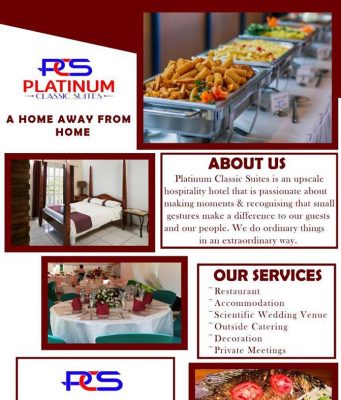 PCS
PLATINUM
CLASSIC SUITES
A HOME AWAY FROM
HOME
ABOUT US
Platinum Classic Suites is an upscale
hospitality hotel that is passionate about
making moments & recognising that small
gestures make a difference to our guests
and our people. We do ordinary things
in an extraordinary way.
OUR SERVICES
~Restaurant
~Accommodation
~Scientific Wedding Venue
~Outside Catering
~Decoration
~Private Meetings
PCS